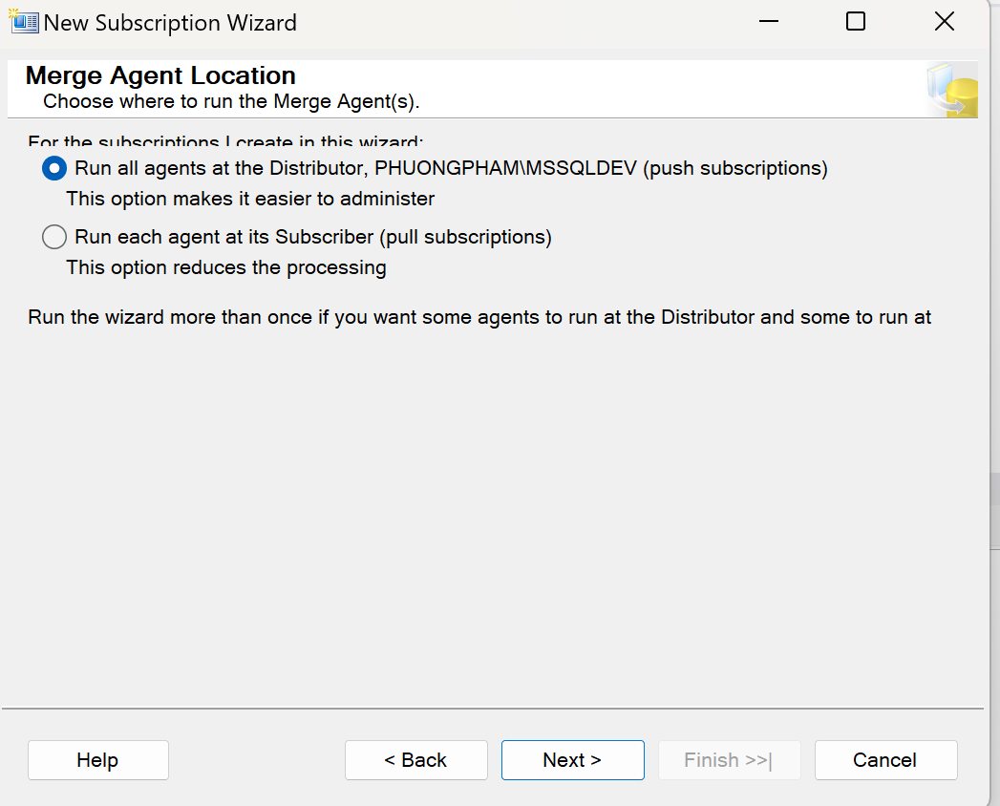 New Subscription Wizard
Merge Agent Location
Choose where to run the Merge Agent(s).
For the subscriptions I create in this wizard:
Run all agents at the Distributor, PHUONGPHAM\MSSQLDEV (push subscriptions)
This option makes it easier to administer
Run each agent at its Subscriber (pull subscriptions)
This option reduces the processing
Run the wizard more than once if you want some agents to run at the Distributor and some to run at
Help
< Back
Next >
Finish >>|
Cancel